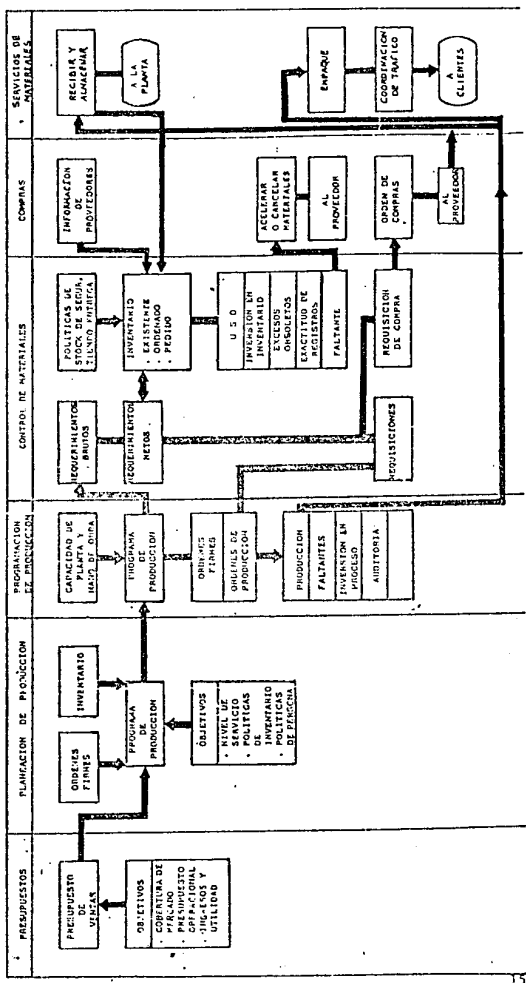 PRESUPUESTOS
PRESUPUESTO
DE
VENTAS
OBJETIVOS
. COBERTURA DE
MERCADO
. PRESUPUESTO
OPERACIONAL
. INGRESOS Y
UTILIDAD
PLANEACION DE PRODUCCION
ORDENES
FIRMES
INVENTARIO
PROGRAMA
DE
PRODUCCION
OBJETIVOS
. NIVEL DE
SERVICIO
. POLITICAS
DE
INVENTARIO
. POLITICAS
DE PERSONA
PROGRAMACION
DE PRODUCCION
CAPACIDAD DE
PLANTA Y
MANO DE OBRA
PROGRAMA
DE
PRODUCCION
ORDENES
FIRMES
ORDENES DE
PRODUCCION
PRODUCCION
FALTANTES
INVERSION EN
PROCESO
AUDITORIA
CONTROL DE MATERIALES
REQUERIMIENTOS
BRUTOS
POLITICAS DE
STOCK DE SEGUR,
TIEMPO ENTREGA
REQUERIMIENTOS
NETOS
INVENTARIO
. EXISTENTE
. ORDENADO
. PEDIDO
U S O
INVERSION EN
INVENTARIO
EXCESOS
OBSOLETOS
EXACTITUD DE
REGISTROS
FALTANTE
REQUISICIONES
REQUISICION
DE COMPRA
COMPRAS
INFORMACION
DE
PROVEEDORES
ACELERAR
O CANCELAR
MATERIALES
AL
PROVEEDOR
ORDEN DE
COMPRAS
AL
PROVEEDOR
SERVICIOS DE
MATERIALES
RECIBIR Y
ALMACENAR
A LA
PLANTA
EMPAQUE
COORDINACION
DE TRAFICO
A
CLIENTES
15